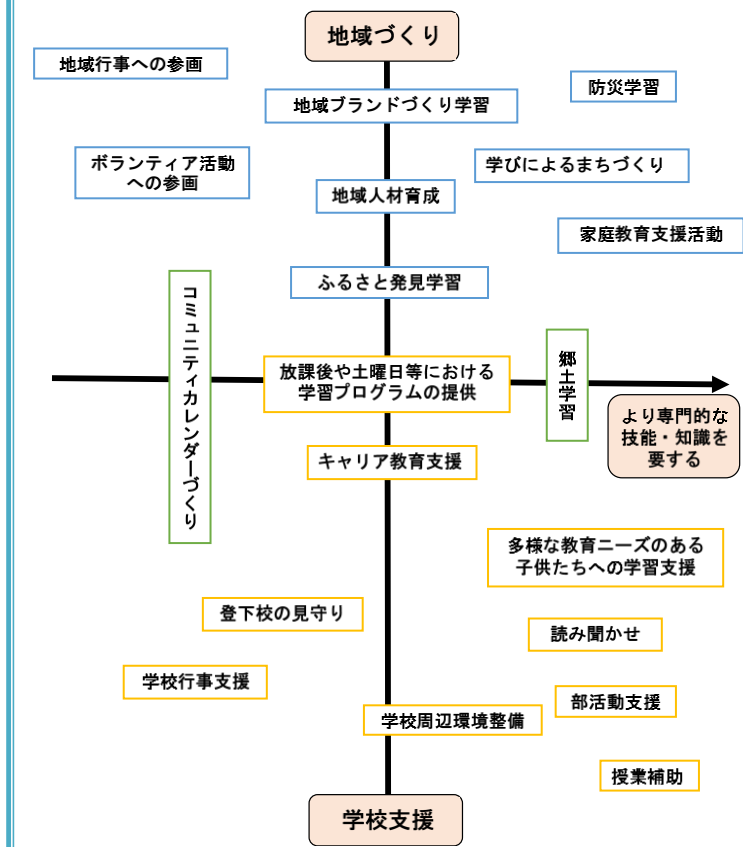 地域づくり
地域行事への参画
防災学習
地域ブランドづくり学習
ボランティア活動
への参画
学びによるまちづくり
地域人材育成
家庭教育支援活動
ふるさと発見学習
コミュニティカレンダーづくり
放課後や土曜日等における
学習プログラムの提供
郷土学習
より専門的な
技能・知識を
要する
キャリア教育支援
多様な教育ニーズのある
子供たちへの学習支援
登下校の見守り
読み聞かせ
学校行事支援
部活動支援
学校周辺環境整備
授業補助
学校支援